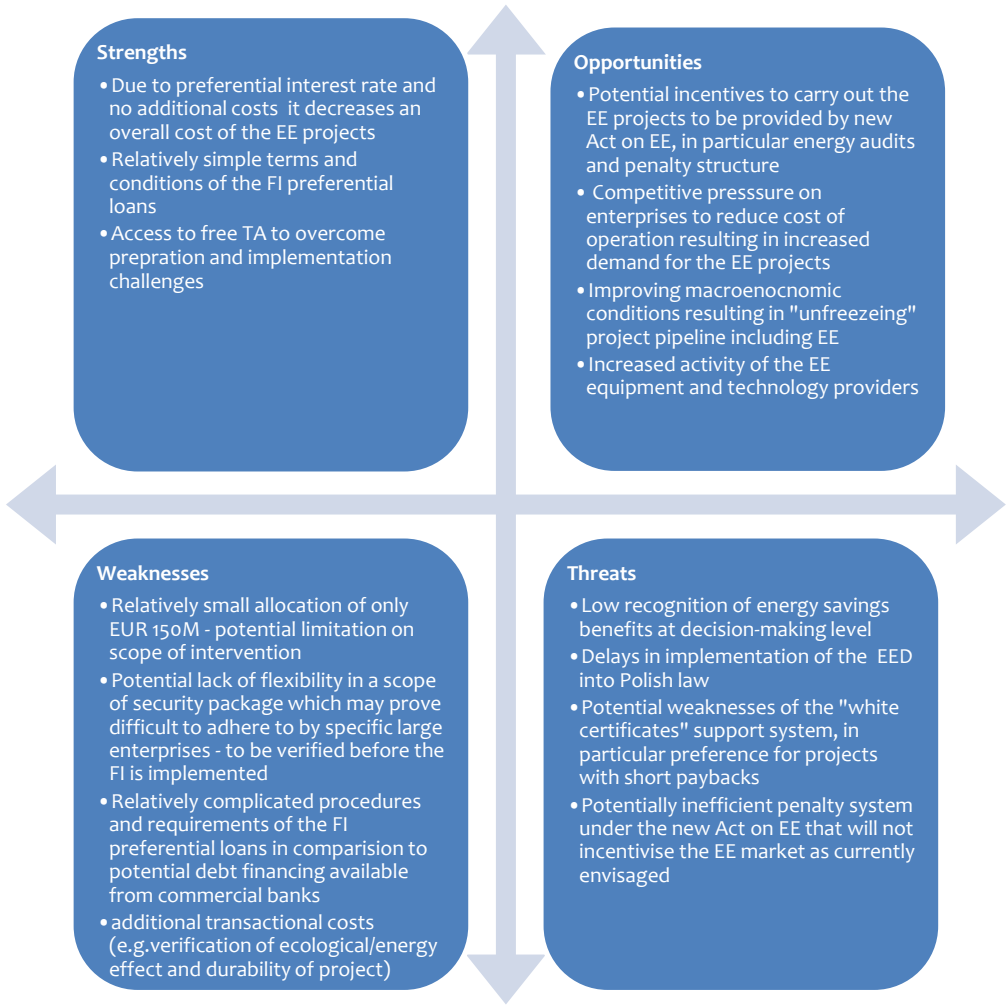 Strengths
• Due to preferential interest rate and
no additional costs it decreases an
overall cost of the EE projects
• Relatively simple terms and
conditions of the FI preferential
loans
• Access to free TA to overcome
prepration and implementation
challenges
Opportunities
• Potential incentives to carry out the
EE projects to be provided by new
Act on EE, in particular energy audits
and penalty structure
• Competitive presssure on
enterprises to reduce cost of
operation resulting in increased
demand for the EE projects
• Improving macroenocnomic
conditions resulting in "unfreezeing"
project pipeline including EE
• Increased activity of the EE
equipment and technology providers
Weaknesses
• Relatively small allocation of only
EUR 150M - potential limitation on
scope of intervention
• Potential lack of flexibility in a scope
of security package which may prove
difficult to adhere to by specific large
enterprises - to be verified before the
FI is implemented
• Relatively complicated procedures
and requirements of the FI
preferential loans in comparision to
potential debt financing available
from commercial banks
• additional transactional costs
(e.g.verification of ecological/energy
effect and durability of project)
Threats
• Low recognition of energy savings
benefits at decision-making level
• Delays in implementation of the EED
into Polish law
• Potential weaknesses of the "white
certificates" support system, in
particular preference for projects
with short paybacks
• Potentially inefficient penalty system
under the new Act on EE that will not
incentivise the EE market as currently
envisaged